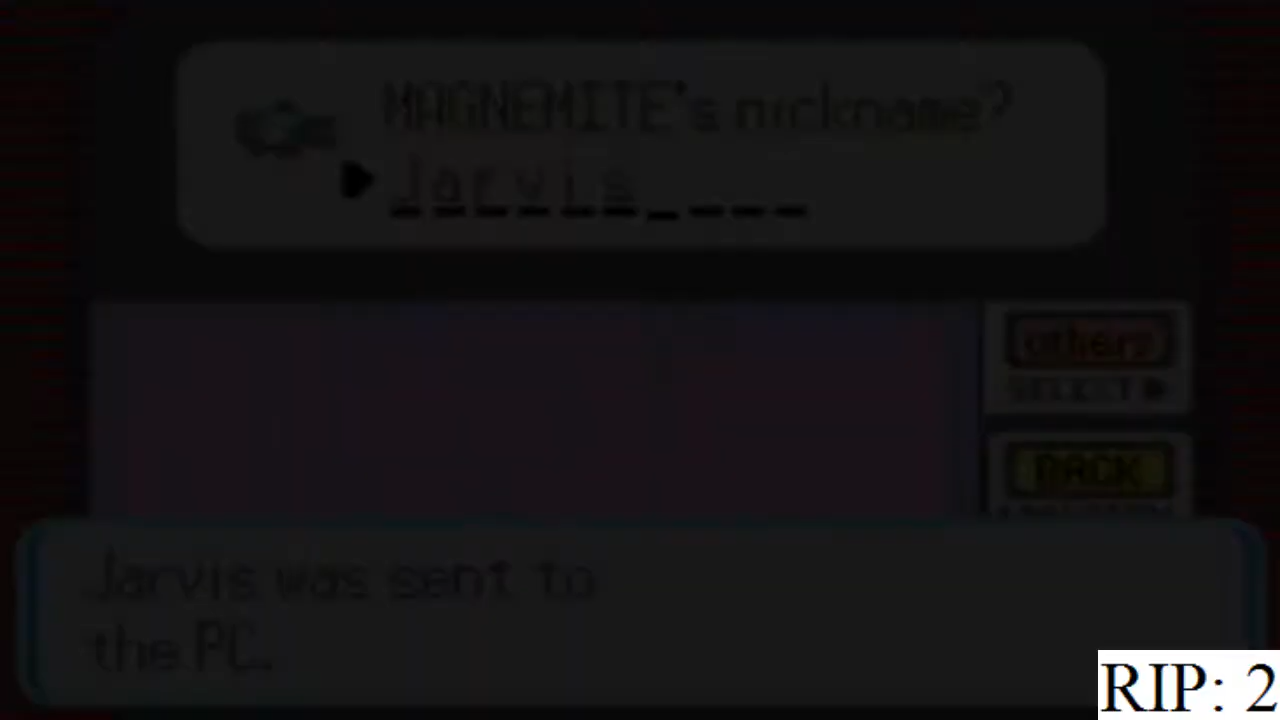 MAGNEMITE's nickname?
Jarvis
others
SELECT
BACK
Jarvis was sent to
the PC.
RIP: 2